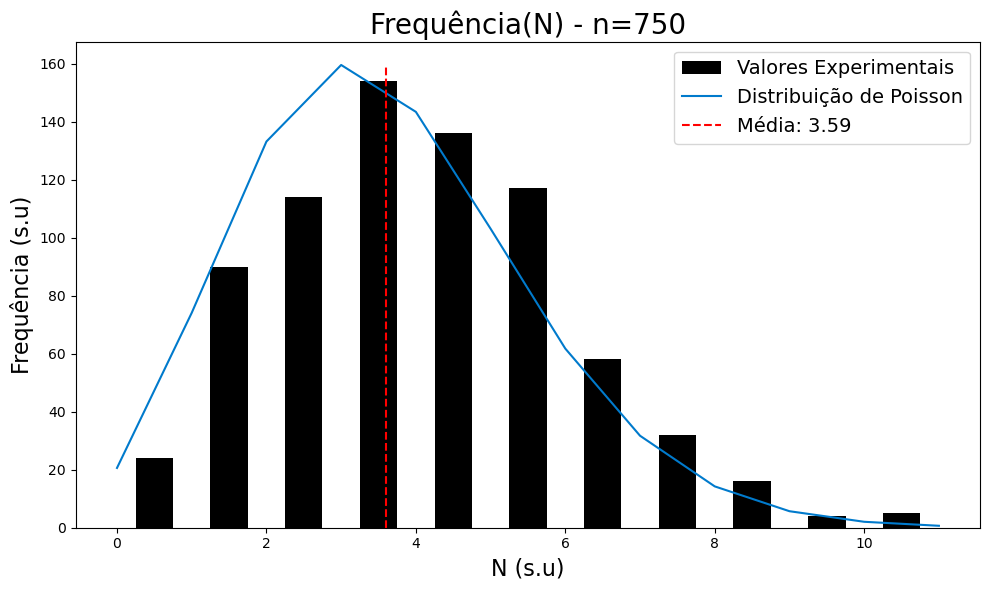 Frequência(N) - n=750
Valores Experimentais
Distribuição de Poisson
Média: 3.59
Frequência (s.u)
160
140
120
100
80
60
40
20
0
0 2 4 6 8 10
N (s.u)